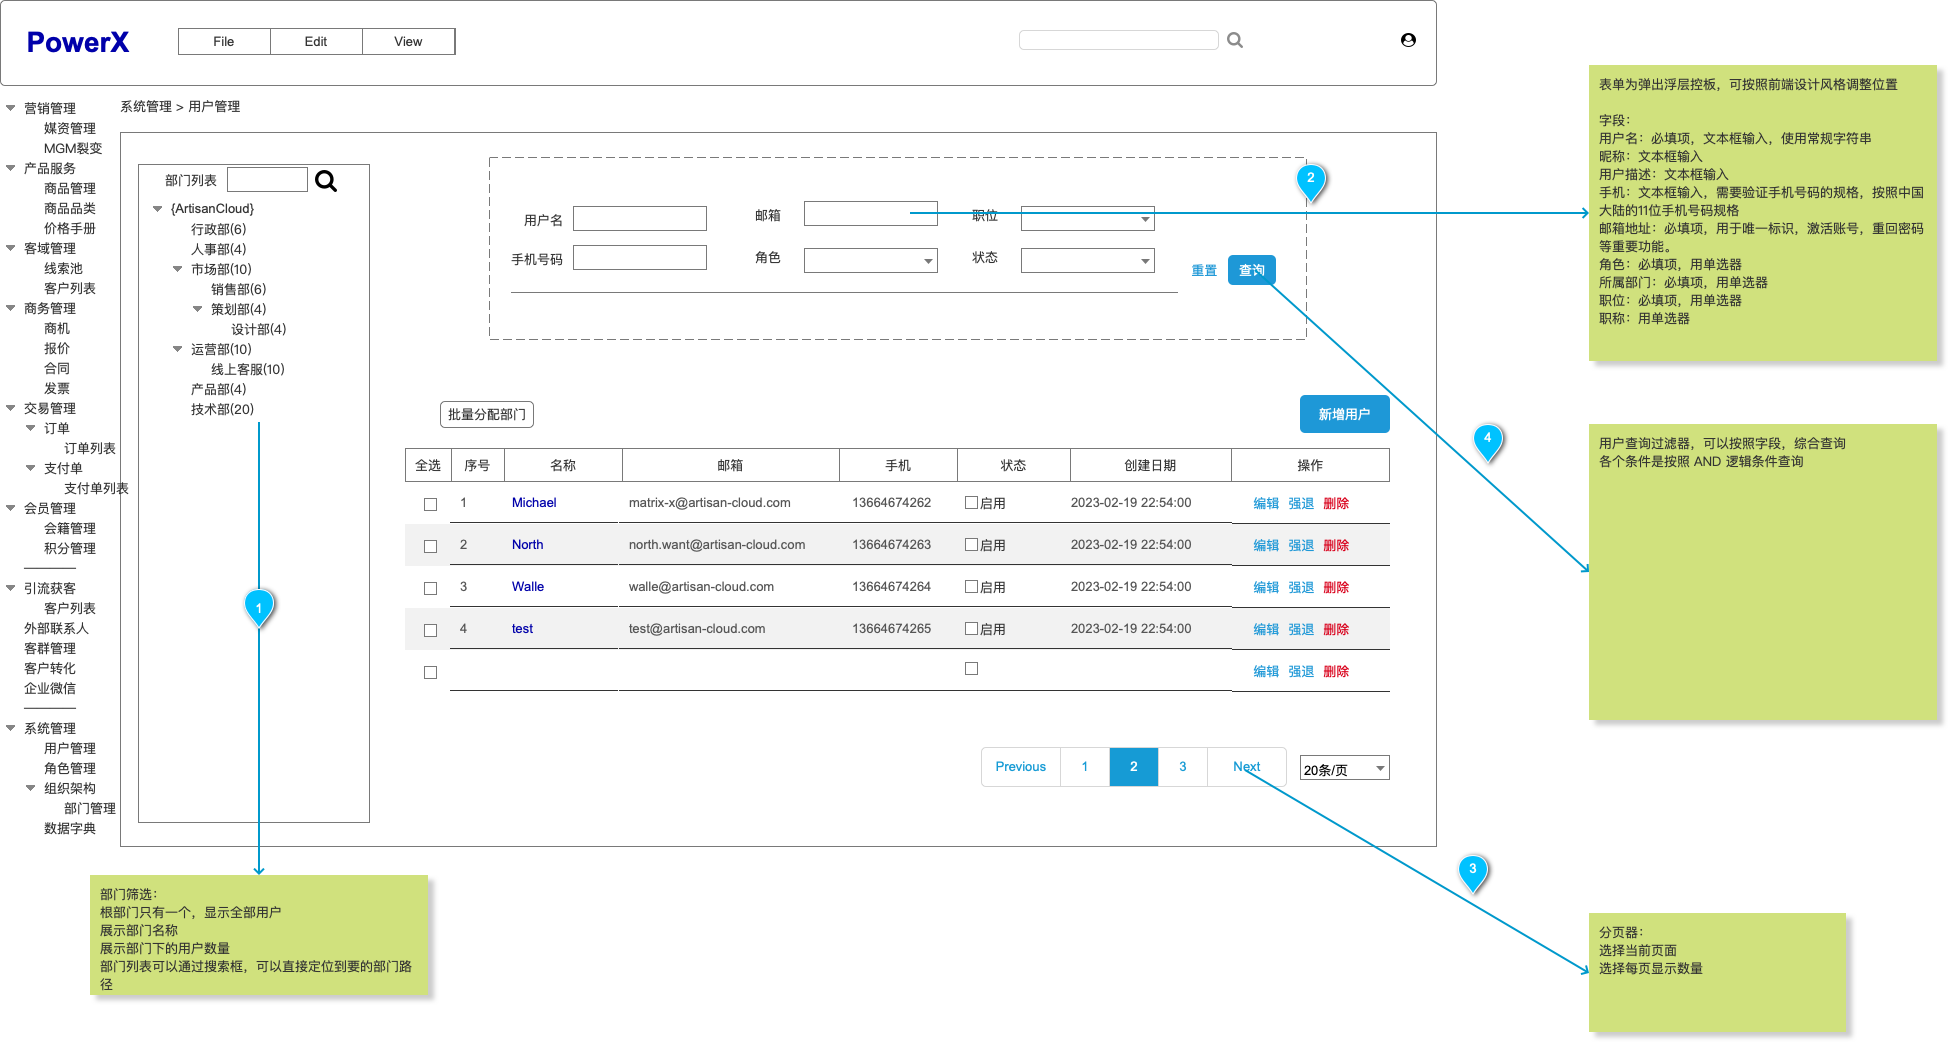 PowerX
File
Edit
View
营销管理
媒资管理
MGM裂变
产品服务
商品管理
商品品类
价格手册
客域管理
线索池
客户列表
商务管理
商机
报价
合同
发票
交易管理
订单
订单列表
支付单
支付单列表
会员管理
会籍管理
积分管理
引流获客
客户列表
外部联系人
客群管理
客户转化
企业微信
系统管理
用户管理
角色管理
组织架构
部门管理
数据字典
系统管理 > 用户管理
部门列表
{ArtisanCloud}
行政部(6)
人事部(4)
市场部(10)
销售部(6)
策划部(4)
设计部(4)
运营部(10)
线上客服(10)
产品部(4)
技术部(20)
1
用户名
邮箱
职位
手机号码
角色
状态
重置
查询
2
批量分配部门
新增用户
全选 序号 名称 邮箱 手机 状态 创建日期 操作
1 Michael matrix-x@artisan-cloud.com 13664674262 启用 2023-02-19 22:54:00 编辑 强退 删除
2 North north.want@artisan-cloud.com 13664674263 启用 2023-02-19 22:54:00 编辑 强退 删除
3 Walle walle@artisan-cloud.com 13664674264 启用 2023-02-19 22:54:00 编辑 强退 删除
4 test test@artisan-cloud.com 13664674265 启用 2023-02-19 22:54:00 编辑 强退 删除
编辑 强退 删除
Previous 1 2 3 Next 20条/页
4
3
表单为弹出浮层控板，可按照前端设计风格调整位置
字段：
用户名：必填项，文本框输入，使用常规字符串
昵称：文本框输入
用户描述：文本框输入
手机：文本框输入，需要验证手机号码的规格，按照中国
大陆的11位手机号码规格
邮箱地址：必填项，用于唯一标识，激活账号，重回密码
等重要功能。
角色：必填项，用单选器
所属部门：必填项，用单选器
职位：必填项，用单选器
职称：用单选器
用户查询过滤器，可以按照字段，综合查询
各个条件是按照 AND 逻辑条件查询
部门筛选：
根部门只有一个，显示全部用户
展示部门名称
展示部门下的用户数量
部门列表可以通过搜索框，可以直接定位到要的部门路
径
分页器：
选择当前页面
选择每页显示数量